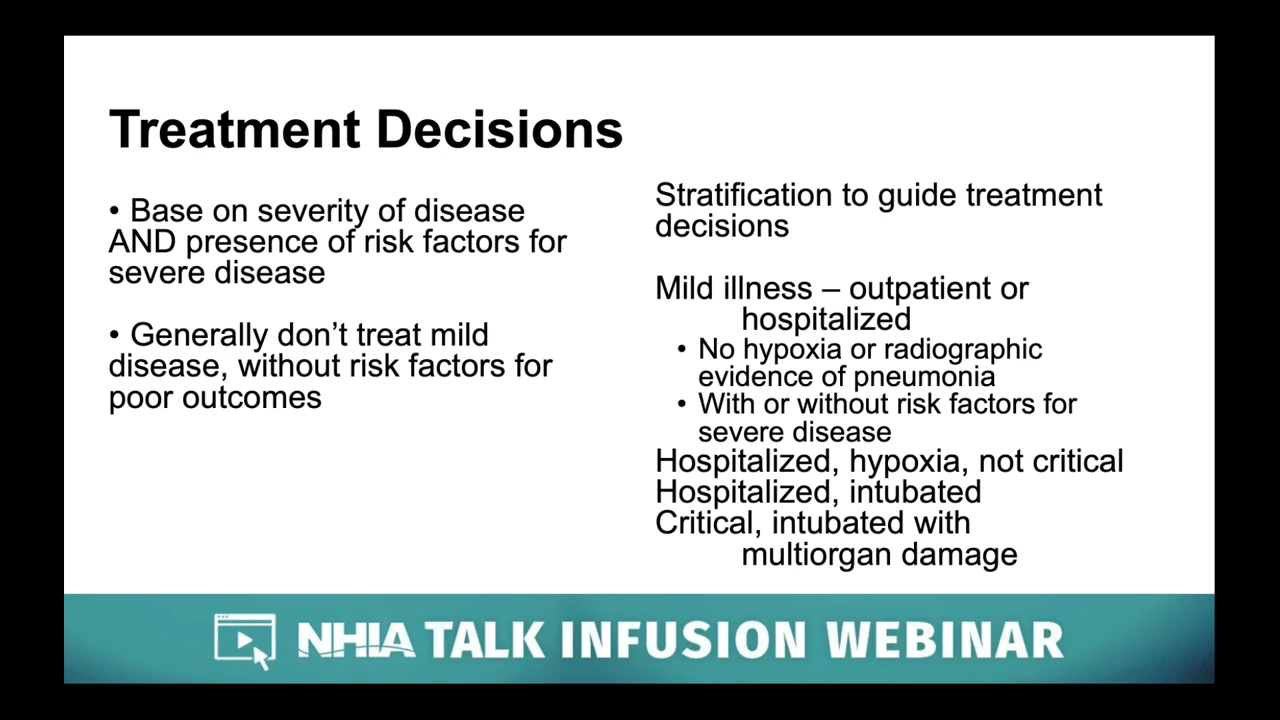 Treatment Decisions
• Base on severity of disease
AND presence of risk factors for
severe disease
• Generally don’t treat mild
disease, without risk factors for
poor outcomes
Stratification to guide treatment
decisions
Mild illness – outpatient or
hospitalized
• No hypoxia or radiographic
evidence of pneumonia
• With or without risk factors for
severe disease
Hospitalized, hypoxia, not critical
Hospitalized, intubated
Critical, intubated with
multiorgan damage
NHIA TALK INFUSION WEBINAR